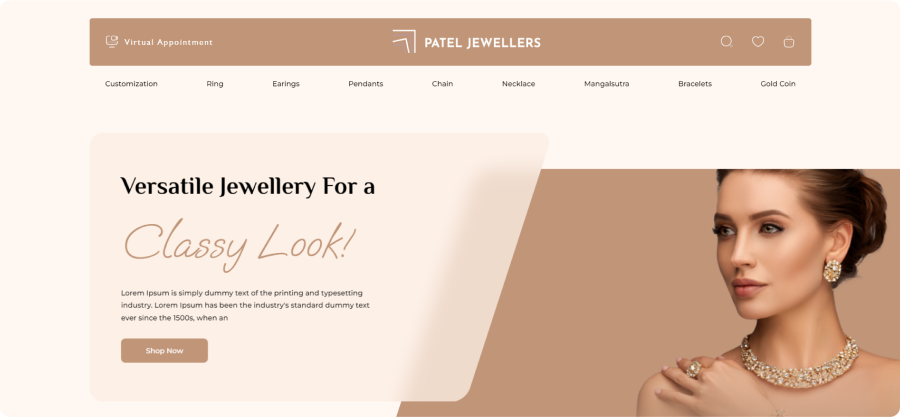 Virtual Appointment
PATEL JEWELLERS
Customization Ring Earings Pendants Chain Necklace Mangalsutra Bracelets Gold Coin
Versatile Jewellery For a
Classy Look!
Lorem Ipsum is simply dummy text of the printing and typesetting
industry. Lorem Ipsum has been the industry's standard dummy text
ever since the 1500s, when an
Shop Now